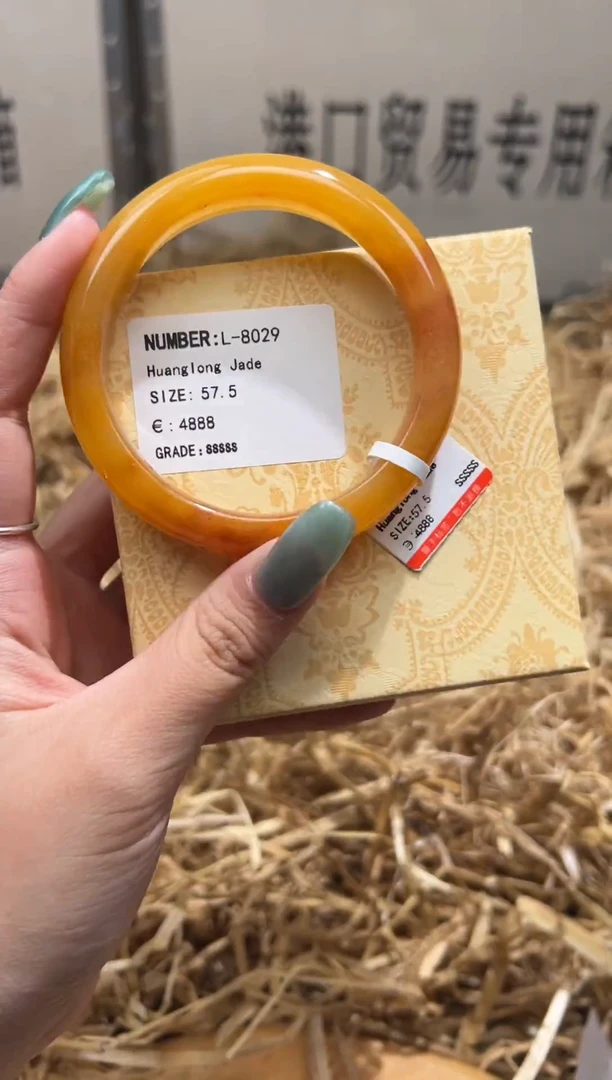 港口贸易专用
NUMBER:L-8029
Huanglong Jade
SIZE: 57.5
€: 4888
GRADE:SSSSS
SSSSS
SIZE:57.5
€:4888